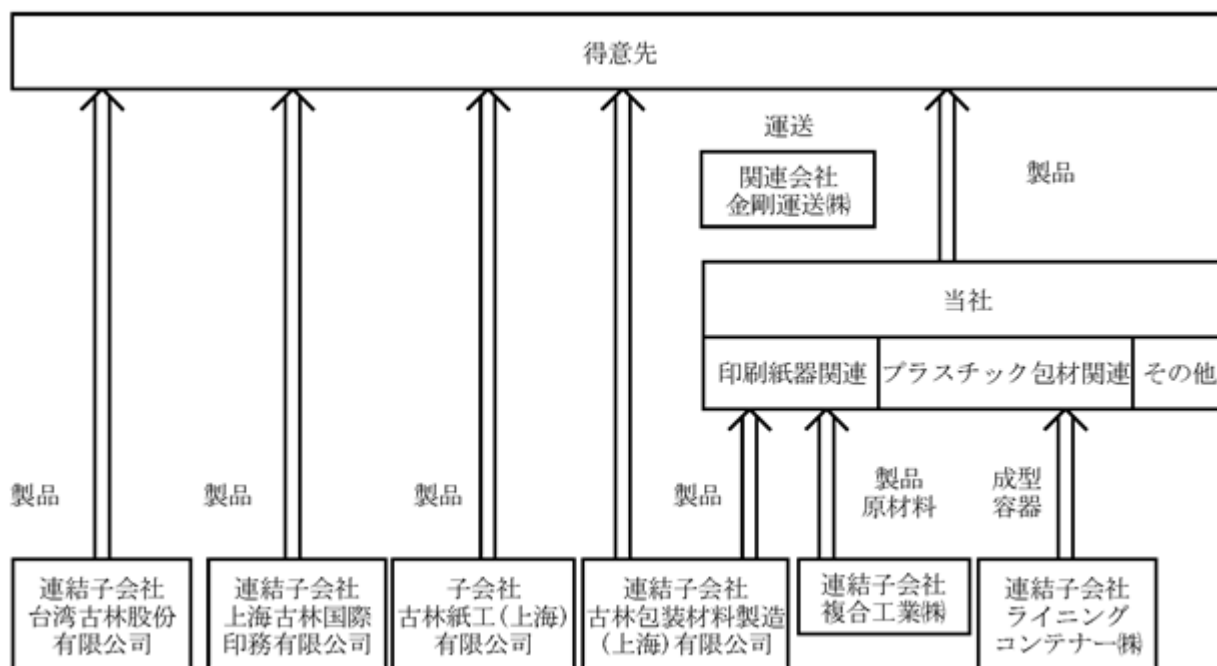 得意先
運送
関連会社
金剛運送㈱
製品
当社
印刷紙器関連
プラスチック包材関連
その他
製品
製品
製品
製品
製品
原材料
成型
容器
連結子会社
台湾古林股份
有限公司
連結子会社
上海古林国際
印務有限公司
子会社
古林紙工(上海)
有限公司
連結子会社
古林包装材料製造
(上海)有限公司
連結子会社
複合工業㈱
連結子会社
ライニング
コンテナー㈱